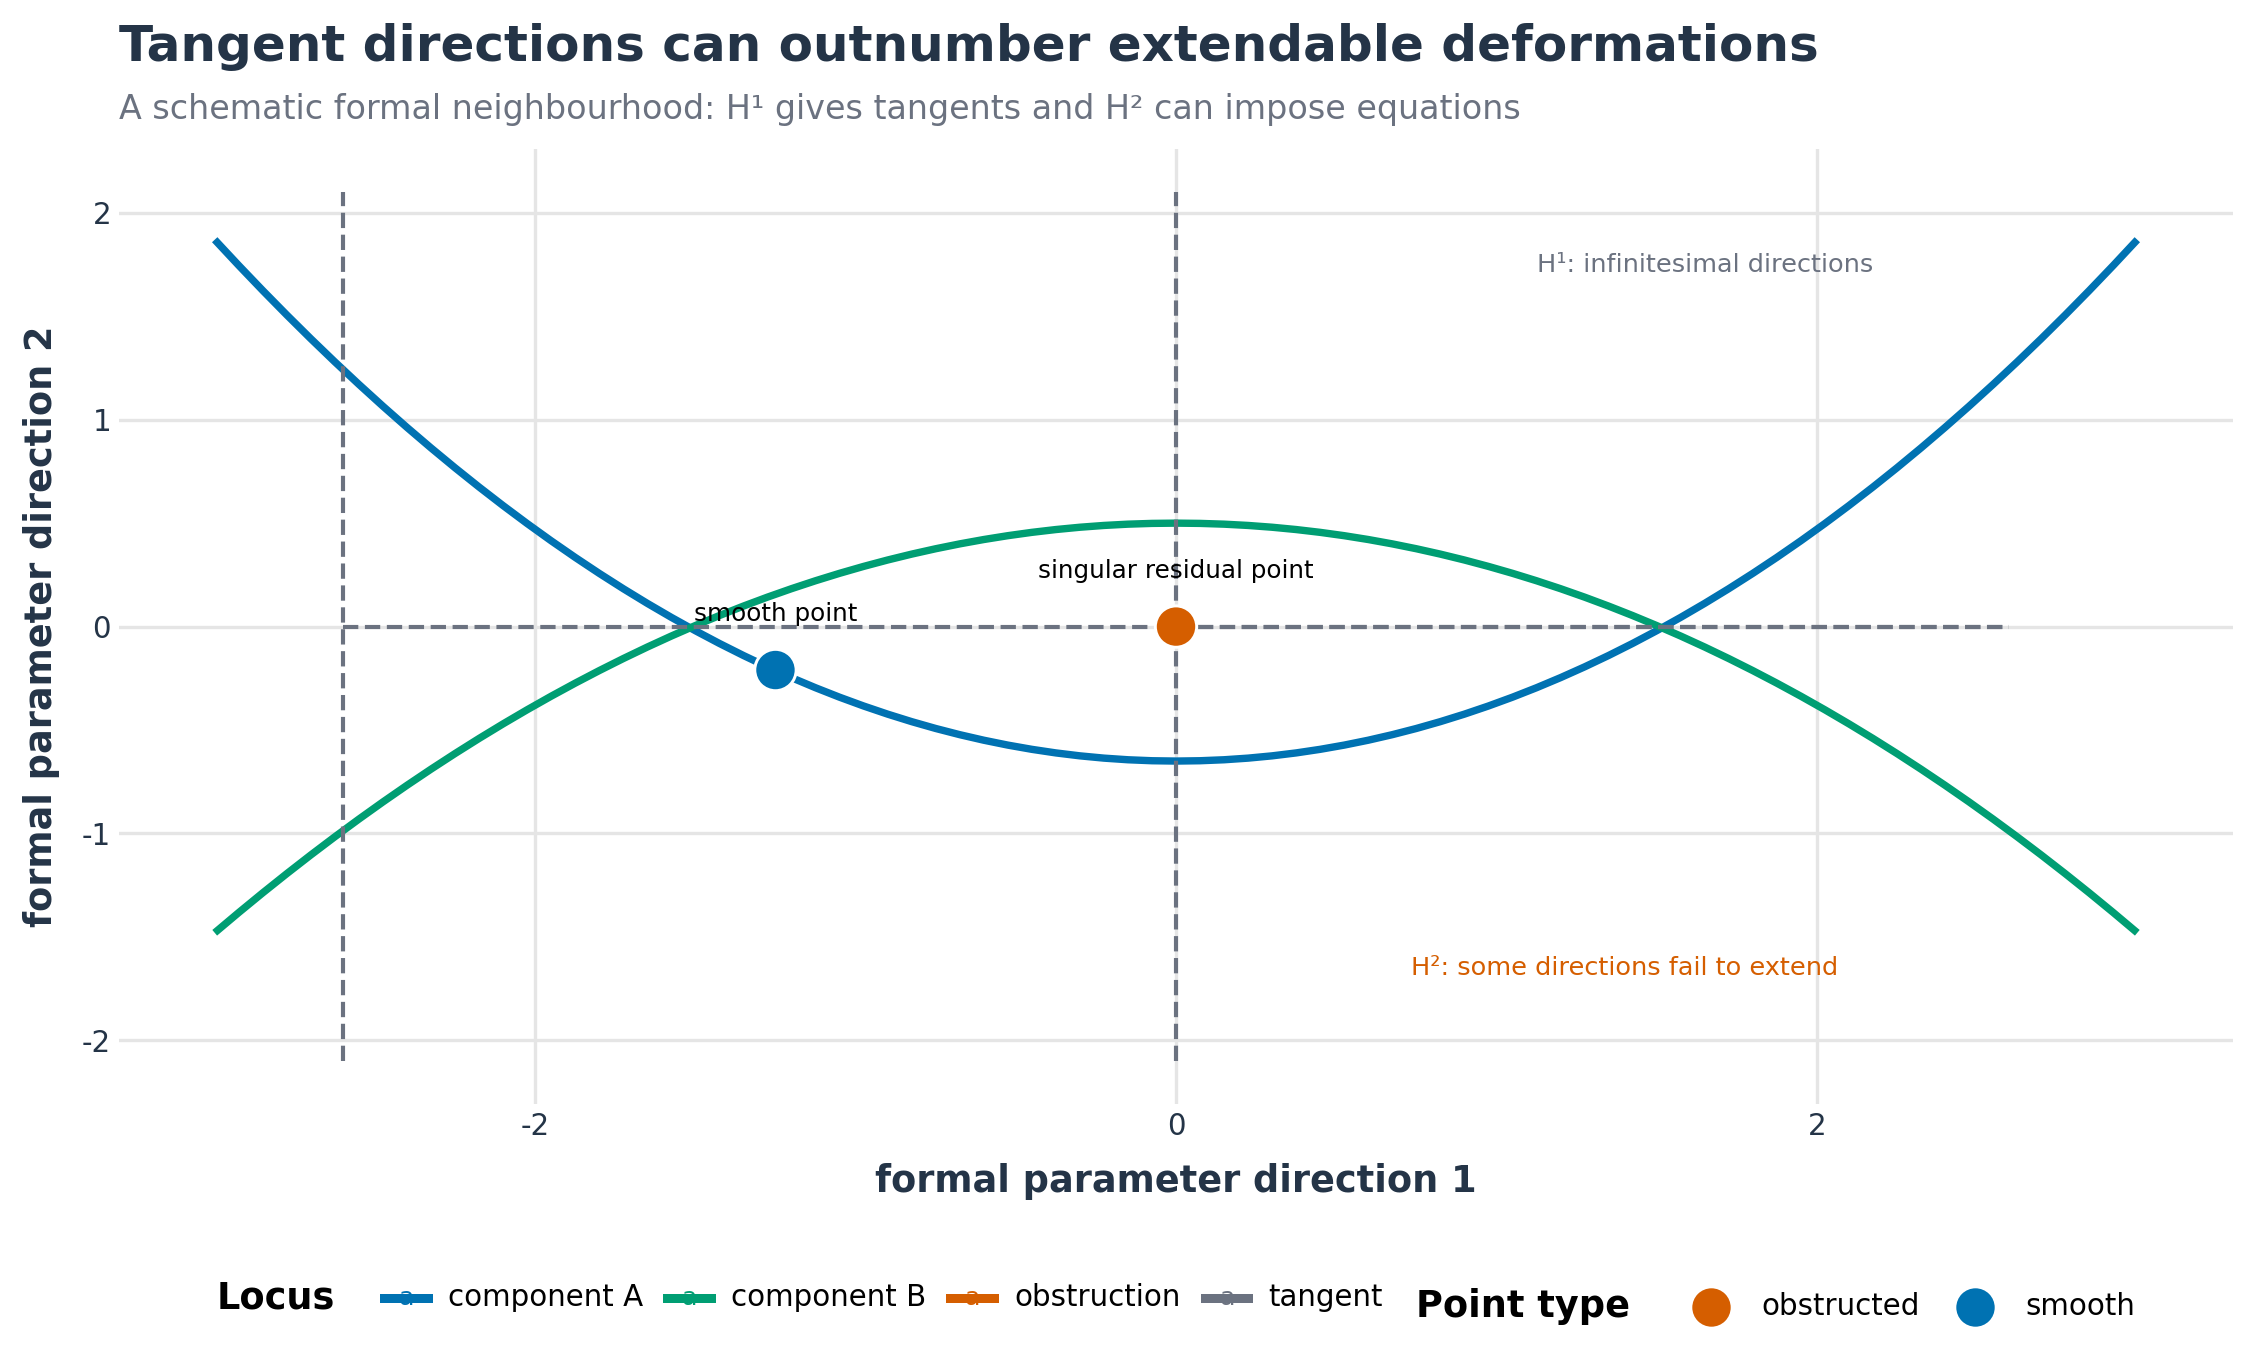 Tangent directions can outnumber extendable deformations
A schematic formal neighbourhood: H¹ gives tangents and H² can impose equations
formal parameter direction 2
2
1
0
-1
-2
H¹: infinitesimal directions
singular residual point
smooth point
H²: some directions fail to extend
-2
0
2
formal parameter direction 1
Locus
a component A
a component B
a obstruction
a tangent
Point type
obstructed
smooth